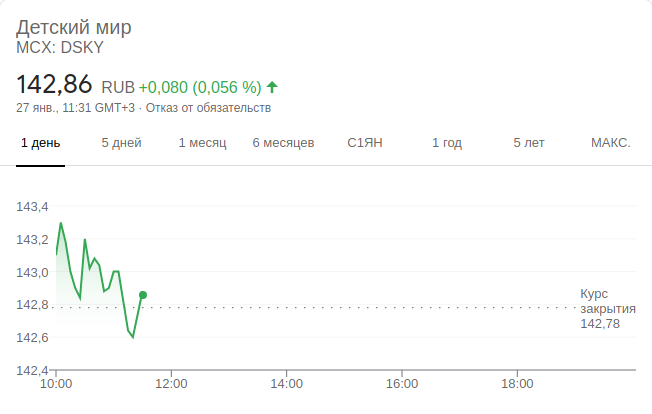 Детский мир
MCX: DSKY
142,86 RUB +0,080 (0,056 %)
27 янв., 11:31 GMT+3 · Отказ от обязательств
1 день 5 дней 1 месяц 6 месяцев С1ЯН 1 год 5 лет МАКС.
143,4
143,2
143,0
142,8
142,6
142,4
Курс
закрытия
142,78
10:00 12:00 14:00 16:00 18:00